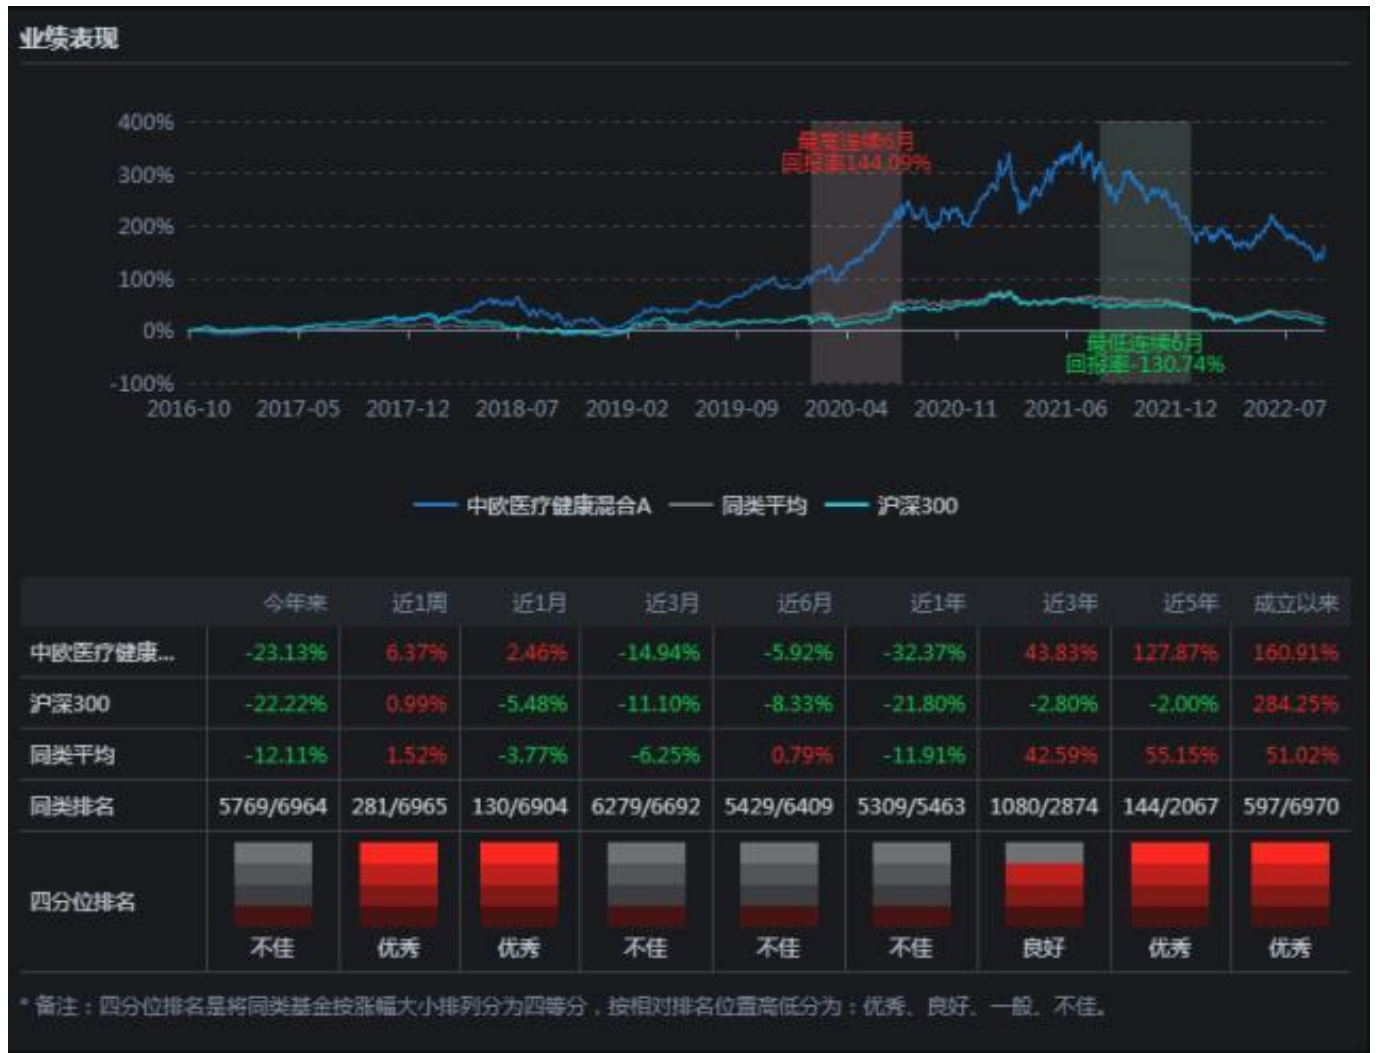 业绩表现
400%
最高连续6月
回报率144.09%
300%
200%
100%
0%
最低连续6月
回报率-130.74%
-100%
2016-10 2017-05 2017-12 2018-07 2019-02 2019-09 2020-04 2020-11 2021-06 2021-12 2022-07
中欧医疗健康混合A 同类平均 沪深300
今年来 近1周 近1月 近3月 近6月 近1年 近3年 近5年 成立以来
中欧医疗健康... -23.13% 6.37% 2.46% -14.94% -5.92% -32.37% 43.83% 127.87% 160.91%
沪深300 -22.22% 0.99% -5.48% -11.10% -8.33% -21.80% -2.80% -2.00% 284.25%
同类平均 -12.11% 1.52% -3.77% -6.25% 0.79% -11.91% 42.59% 55.15% 51.02%
同类排名 5769/6964 281/6965 130/6904 6279/6692 5429/6409 5309/5463 1080/2874 144/2067 597/6970
四分位排名
不佳 优秀 优秀 不佳 不佳 不佳 良好 优秀 优秀
* 备注：四分位排名是将同类基金按涨幅大小排列分为四等分，按相对排名位置高低分为：优秀、良好、一般、不佳。